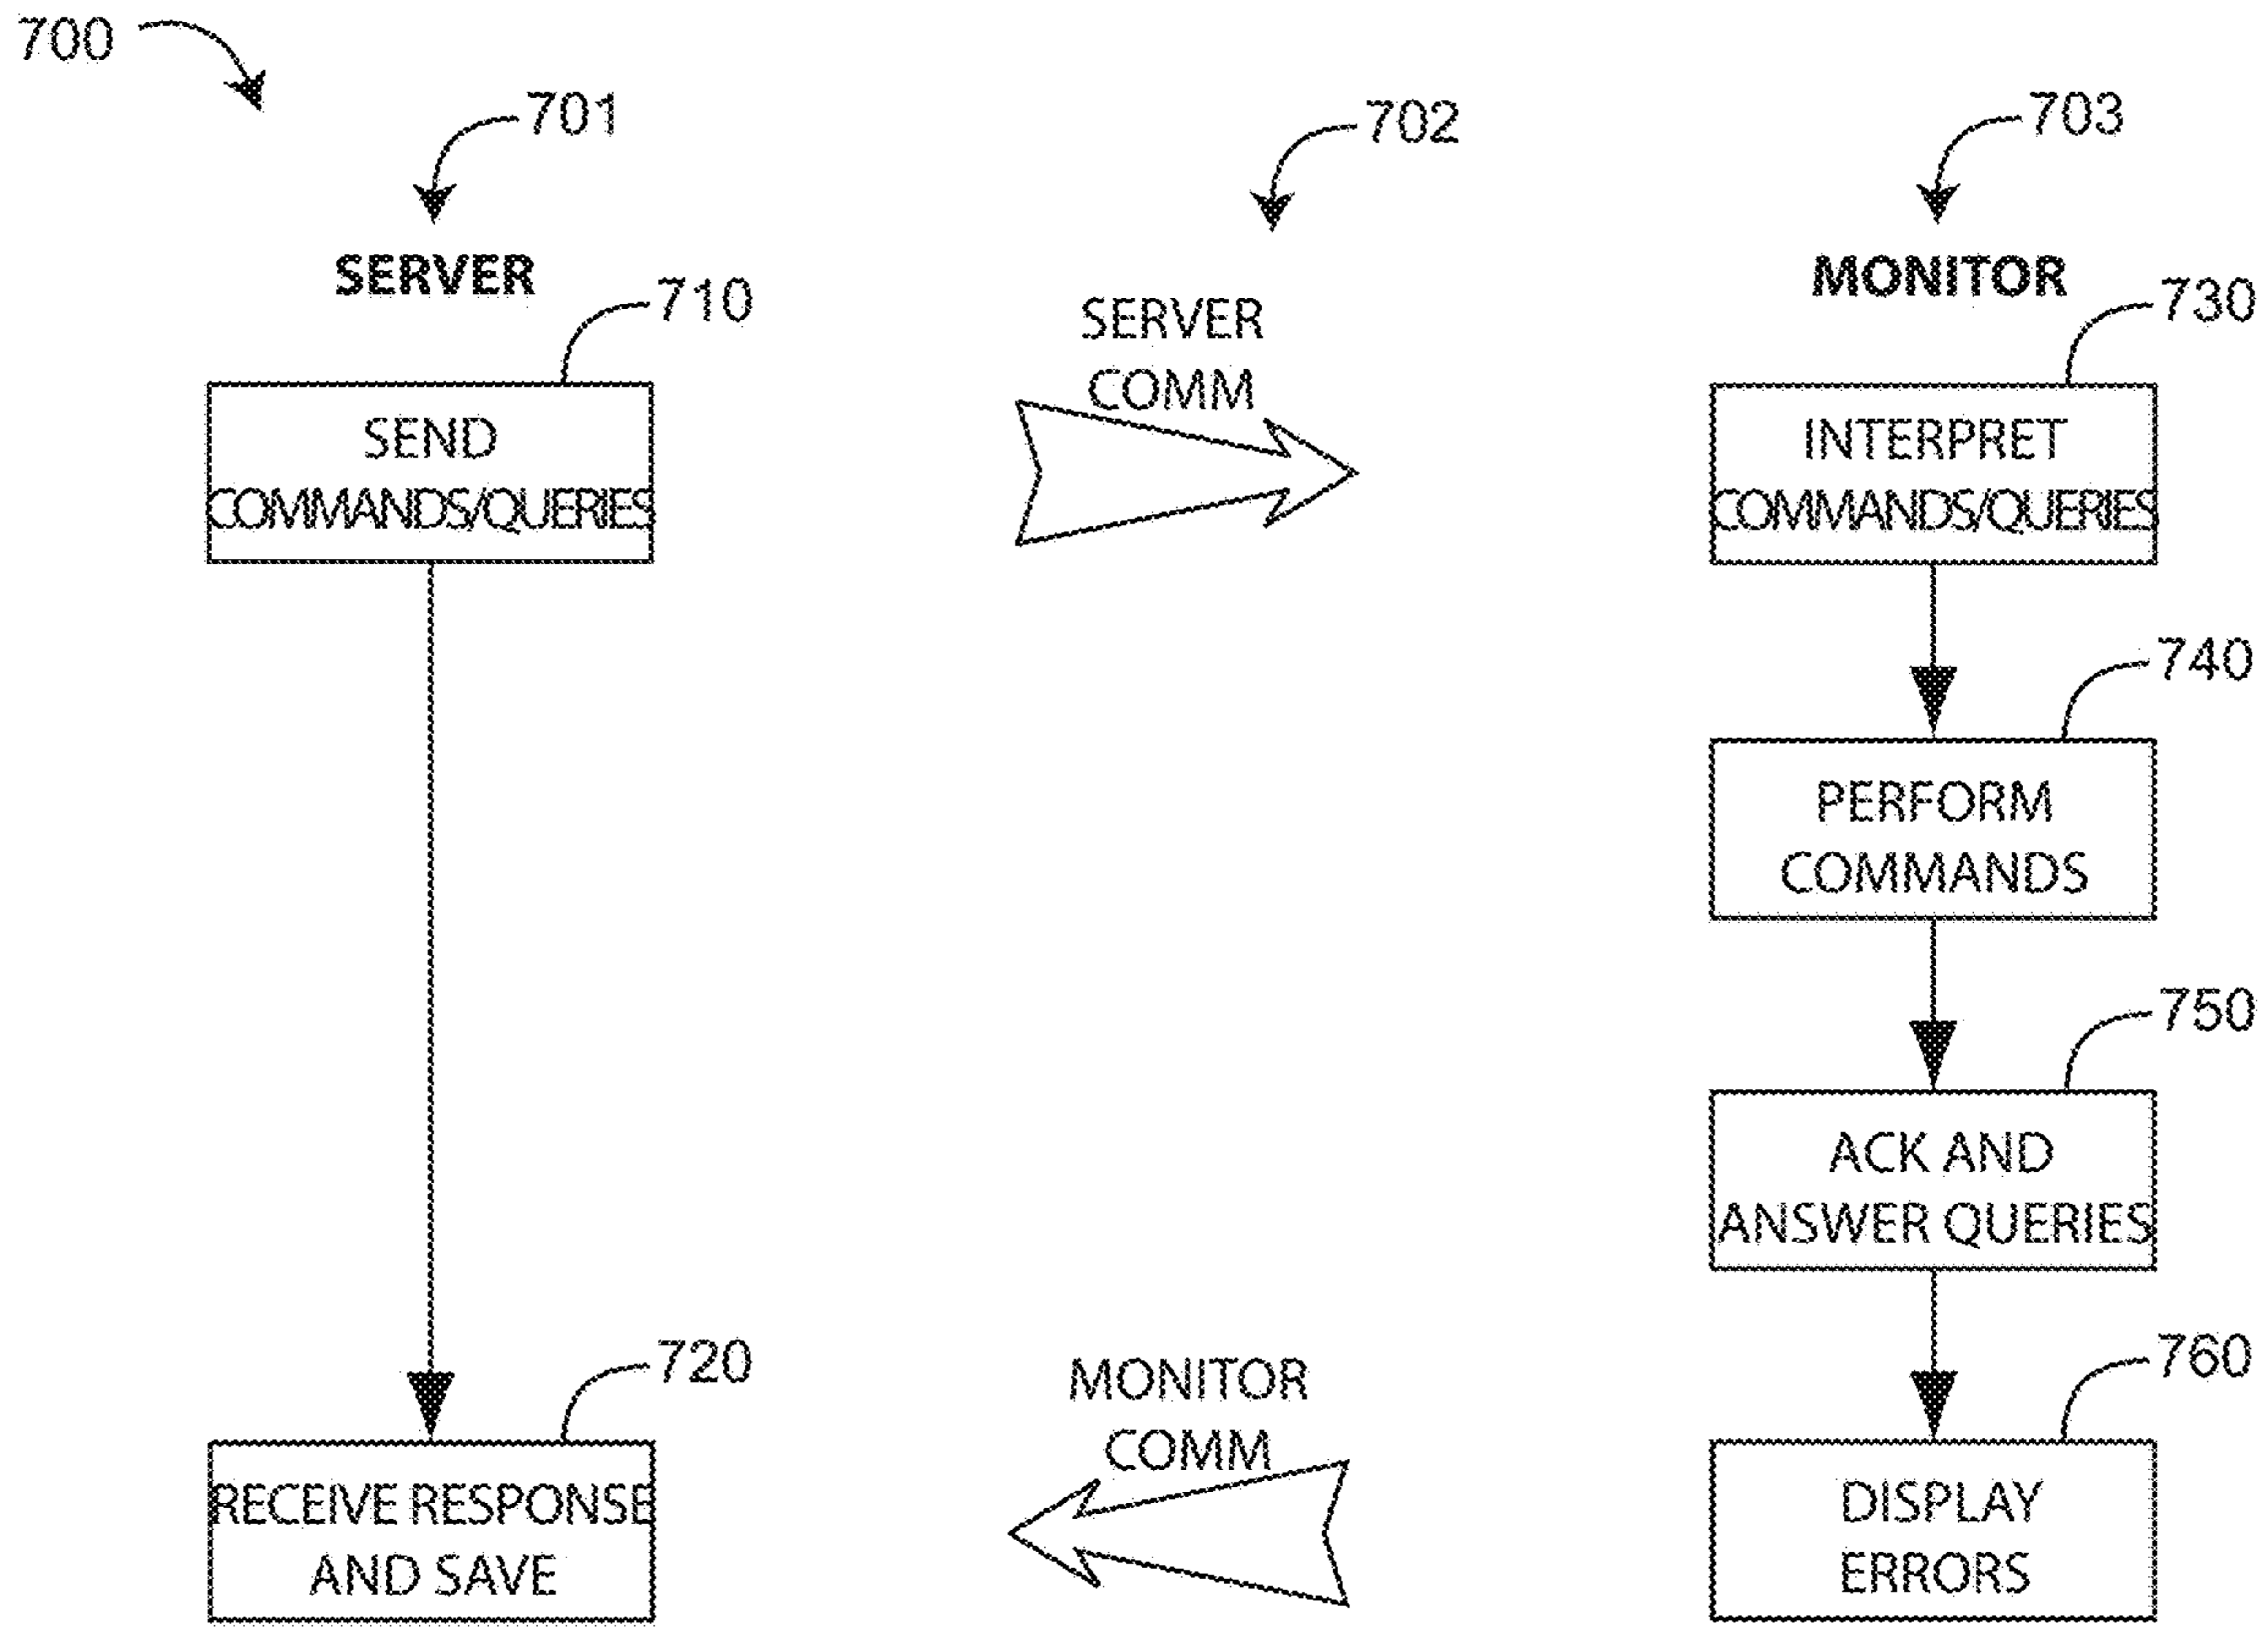 700
701
702
703
SERVER
710
SEND
COMMANDS/QUERIES
SERVER
COMM
MONITOR
730
INTERPRET
COMMANDS/QUERIES
740
PERFORM
COMMANDS
750
ACK AND
ANSWER QUERIES
720
RECEIVE RESPONSE
AND SAVE
MONITOR
COMM
760
DISPLAY
ERRORS